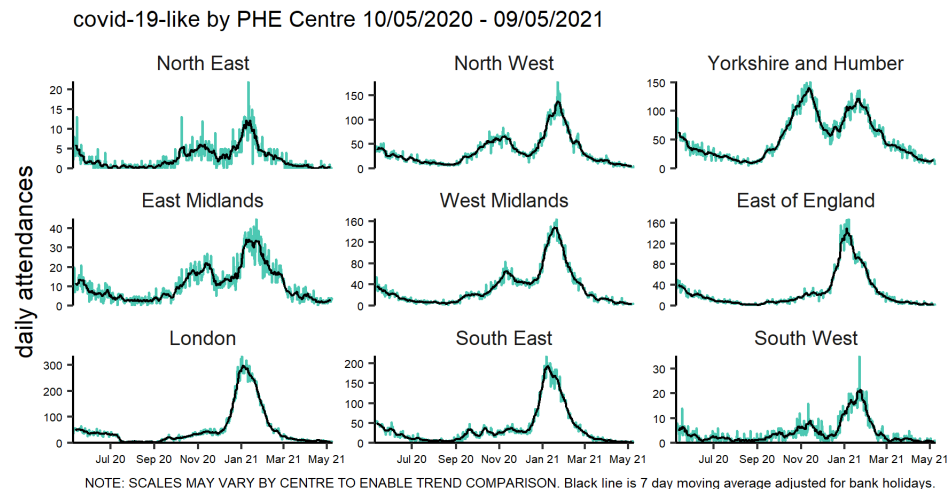 covid-19-like by PHE Centre 10/05/2020 - 09/05/2021
daily attendances
North East
20
15
10
5
0
North West
150
100
50
0
Yorkshire and Humber
150
100
50
0
East Midlands
40
30
20
10
0
West Midlands
160
120
80
40
0
East of England
160
120
80
40
0
London
300
200
100
50
0
Jul 20 Sep 20 Nov 20 Jan 21 Mar 21 May 21
South East
200
150
100
50
0
Jul 20 Sep 20 Nov 20 Jan 21 Mar 21 May 21
South West
30
20
10
0
Jul 20 Sep 20 Nov 20 Jan 21 Mar 21 May 21
NOTE: SCALES MAY VARY BY CENTRE TO ENABLE TREND COMPARISON. Black line is 7 day moving average adjusted for bank holidays.